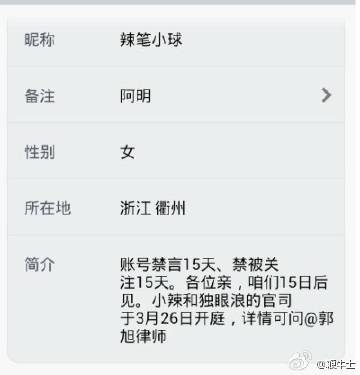 昵称 辣笔小球
备注 阿明
性别 女
所在地 浙江 衢州
简介 账号禁言15天、禁被关
注15天。各位亲，咱们15日后
见。小辣和独眼浪的官司
于3月26日开庭，详情可问@郭
旭律师